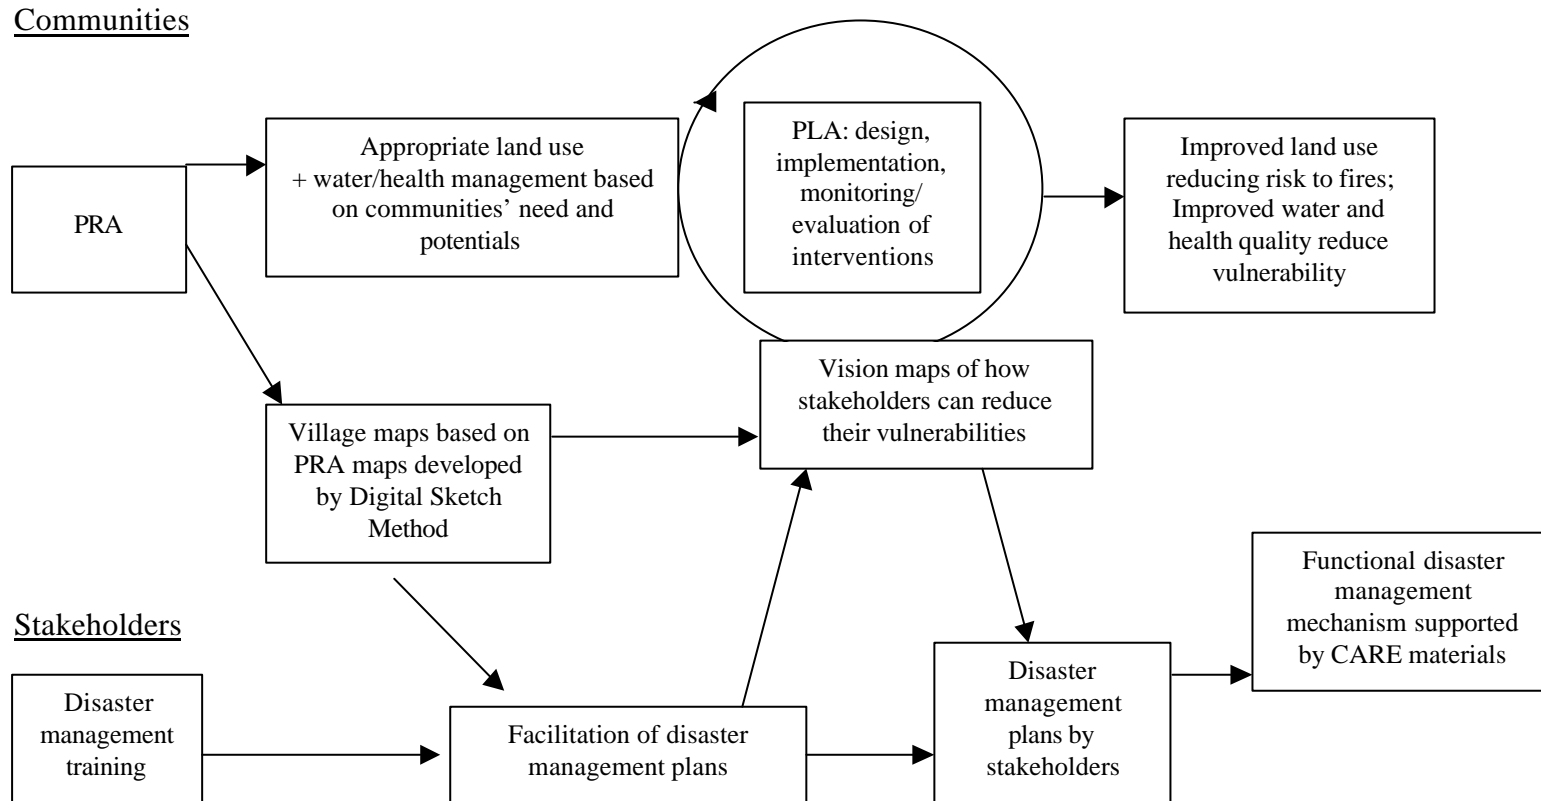 Communities
PRA
Appropriate land use
+ water/health management based
on communities’ need and
potentials
PLA: design,
implementation,
monitoring/
evaluation of
interventions
Improved land use
reducing risk to fires;
Improved water and
health quality reduce
vulnerability
Village maps based on
PRA maps developed
by Digital Sketch
Method
Vision maps of how
stakeholders can reduce
their vulnerabilities
Stakeholders
Disaster
management
training
Facilitation of disaster
management plans
Disaster
management
plans by
stakeholders
Functional disaster
management
mechanism supported
by CARE materials